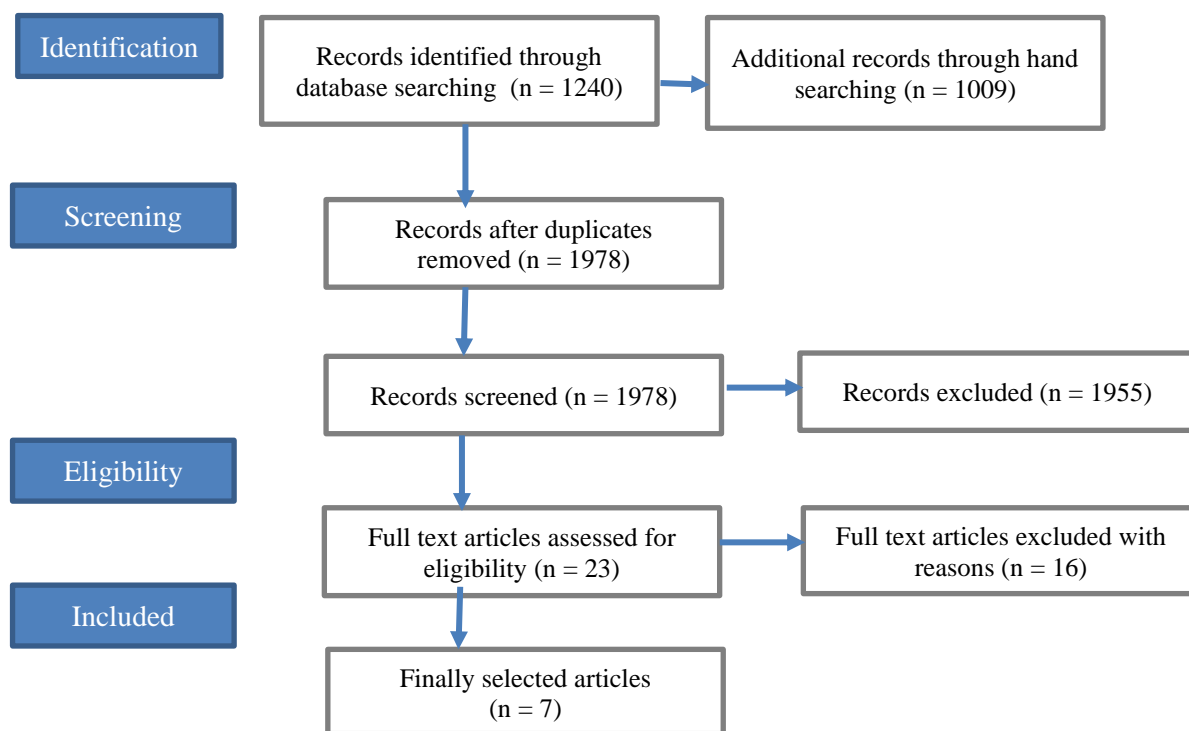 Identification
Records identified through
database searching  (n = 1240)
Additional records through hand
searching (n = 1009)
Screening
Records after duplicates
removed (n = 1978)
Records screened (n = 1978)
Records excluded (n = 1955)
Eligibility
Full text articles assessed for
eligibility (n = 23)
Full text articles excluded with
reasons (n = 16)
Included
Finally selected articles
(n = 7)